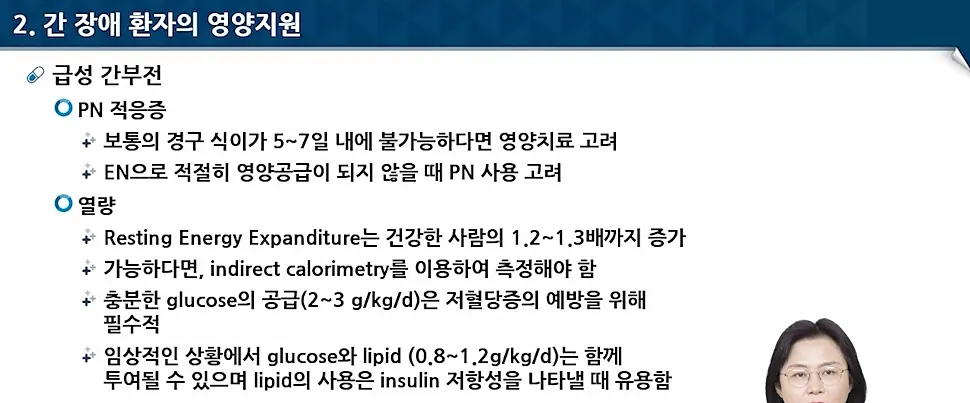 2. 간 장애 환자의 영양지원
급성 간부전
PN 적응증
보통의 경구 식이가 5~7일 내에 불가능하다면 영양치료 고려
EN으로 적절히 영양공급이 되지 않을 때 PN 사용 고려
열량
Resting Energy Expanditure는 건강한 사람의 1.2~1.3배까지 증가
가능하다면, indirect calorimetry를 이용하여 측정해야 함
충분한 glucose의 공급(2~3 g/kg/d)은 저혈당증의 예방을 위해
필수적
임상적인 상황에서 glucose와 lipid (0.8~1.2g/kg/d)는 함께
투여될 수 있으며 lipid의 사용은 insulin 저항성을 나타낼 때 유용함